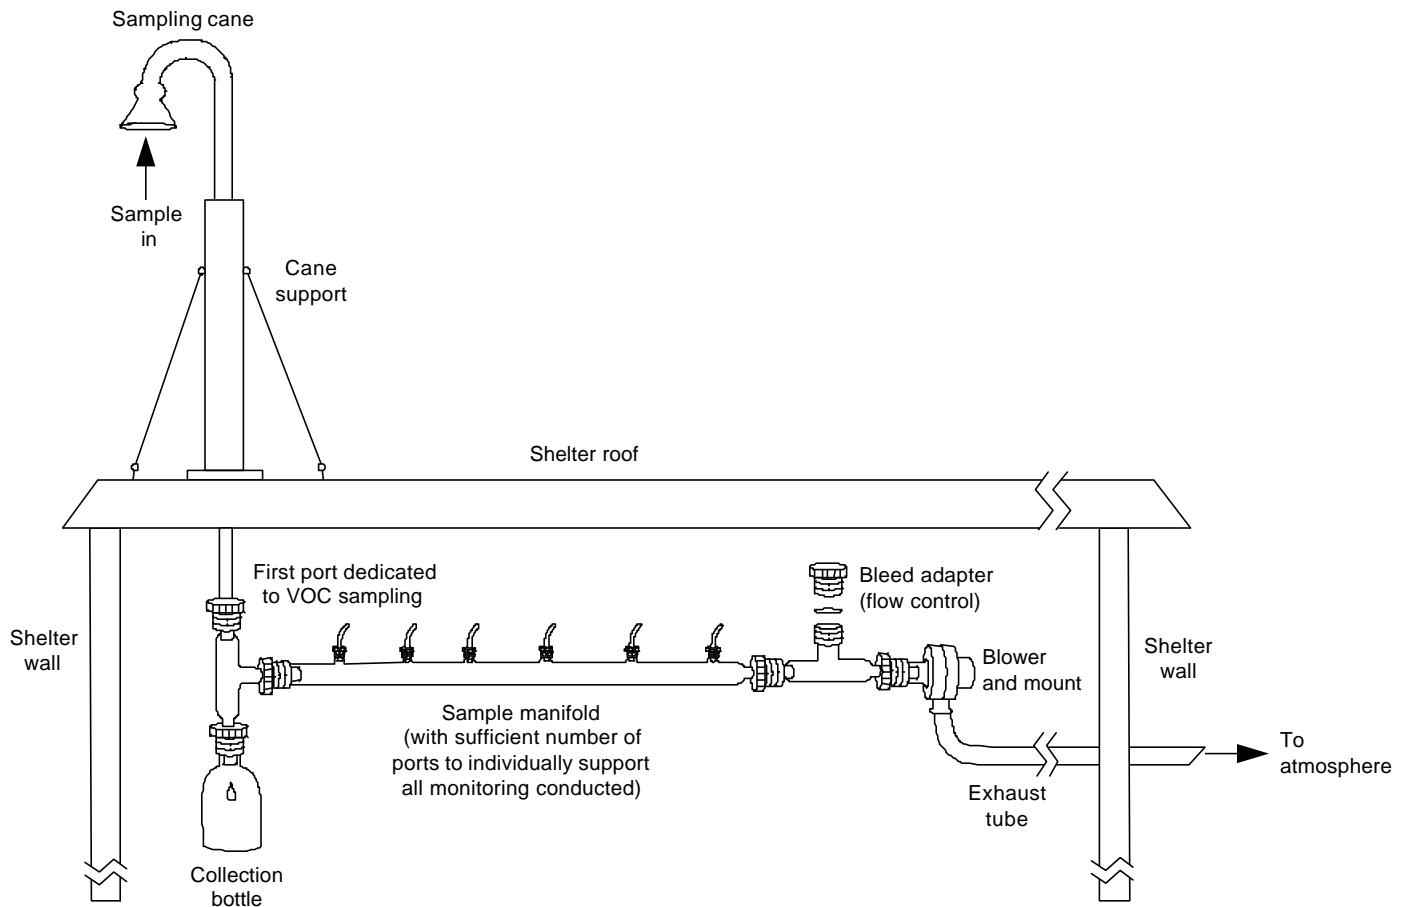 Sampling cane
Sample
in
Cane
support
Shelter roof
First port dedicated
to VOC sampling
Bleed adapter
(flow control)
Shelter
wall
Shelter
wall
Blower
and mount
Sample manifold
(with sufficient number of
ports to individually support
all monitoring conducted)
To
atmosphere
Exhaust
tube
Collection
bottle